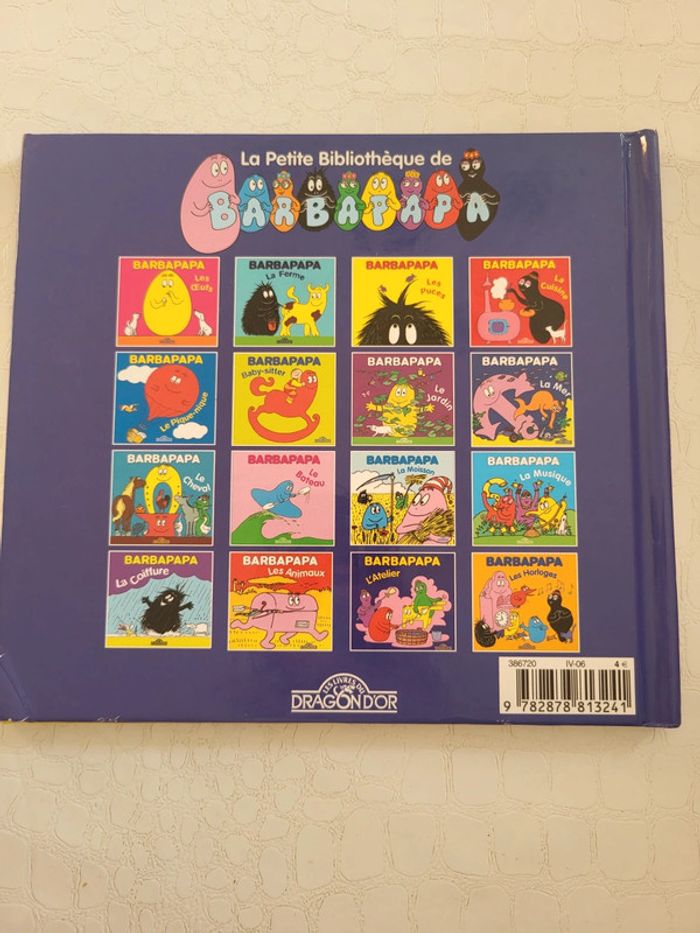 La Petite Bibliothèque de
BARBAPAPA
BARBAPAPA
Les
Œufs
BARBAPAPA
La Ferme
BARBAPAPA
Les
Puces
BARBAPAPA
La
Cuisine
BARBAPAPA
Le Pique-nique
BARBAPAPA
Baby-sitter
BARBAPAPA
Le
Jardin
BARBAPAPA
La Mer
BARBAPAPA
Le
Cheval
BARBAPAPA
Le
Bateau
BARBAPAPA
La Moisson
BARBAPAPA
La Musique
BARBAPAPA
La Coiffure
BARBAPAPA
Les Animaux
BARBAPAPA
L'Atelier
BARBAPAPA
Les Horloges
386720 IV-06 4 €
9 782878 813241
LES LIVRES DU
DRAGON D'OR